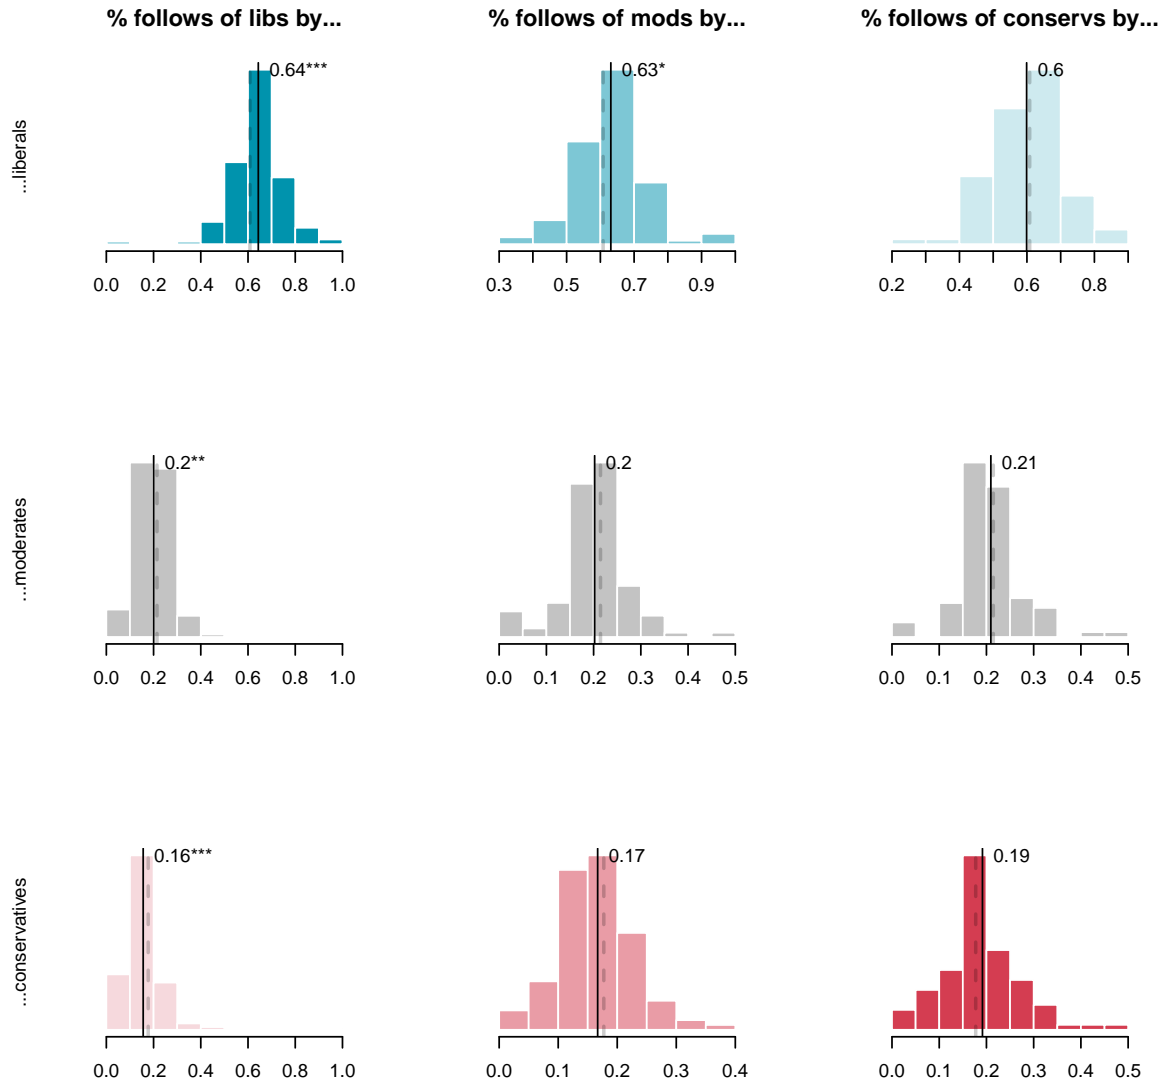 % follows of libs by... % follows of mods by... % follows of conservs by...
...liberals
0.64*** 0.63* 0.6
0.0 0.2 0.4 0.6 0.8 1.0 0.3 0.5 0.7 0.9 0.2 0.4 0.6 0.8
...moderates
0.2** 0.2 0.21
0.0 0.2 0.4 0.6 0.8 1.0 0.0 0.1 0.2 0.3 0.4 0.5 0.0 0.1 0.2 0.3 0.4 0.5
...conservatives
0.16*** 0.17 0.19
0.0 0.2 0.4 0.6 0.8 1.0 0.0 0.1 0.2 0.3 0.4 0.0 0.1 0.2 0.3 0.4 0.5